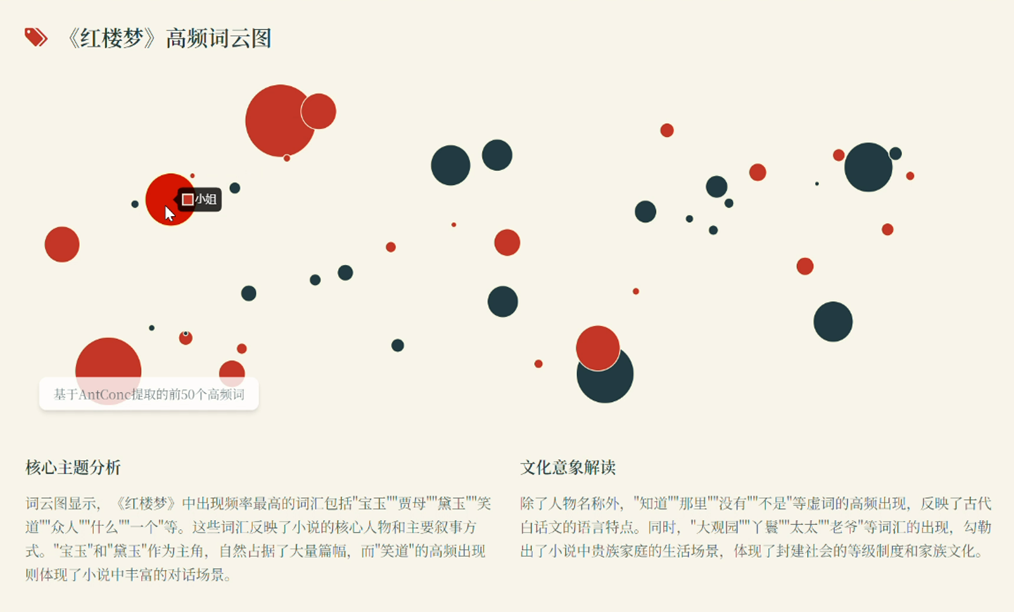 《红楼梦》高频词云图
小姐
基于AntConc提取的前50个高频词
核心主题分析
词云图显示，《红楼梦》中出现频率最高的词汇包括"宝玉""贾母""黛玉""笑
道""众人""什么""一个"等。这些词汇反映了小说的核心人物和主要叙事方
式。"宝玉"和"黛玉"作为主角，自然占据了大量篇幅，而"笑道"的高频出现
则体现了小说中丰富的对话场景。
文化意象解读
除了人物名称外，"知道""那里""没有""不是"等虚词的高频出现，反映了古代
白话文的语言特点。同时，"大观园""丫鬟""太太""老爷"等词汇的出现，勾勒
出了小说中贵族家庭的生活场景，体现了封建社会的等级制度和家族文化。